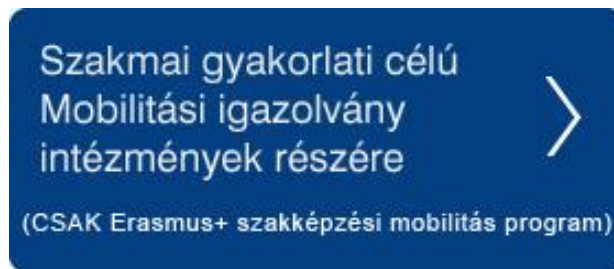 Szakmai gyakorlati célú
Mobilitási igazolvány
intézmények részére
(CSAK Erasmus+ szakképzési mobilitás program)